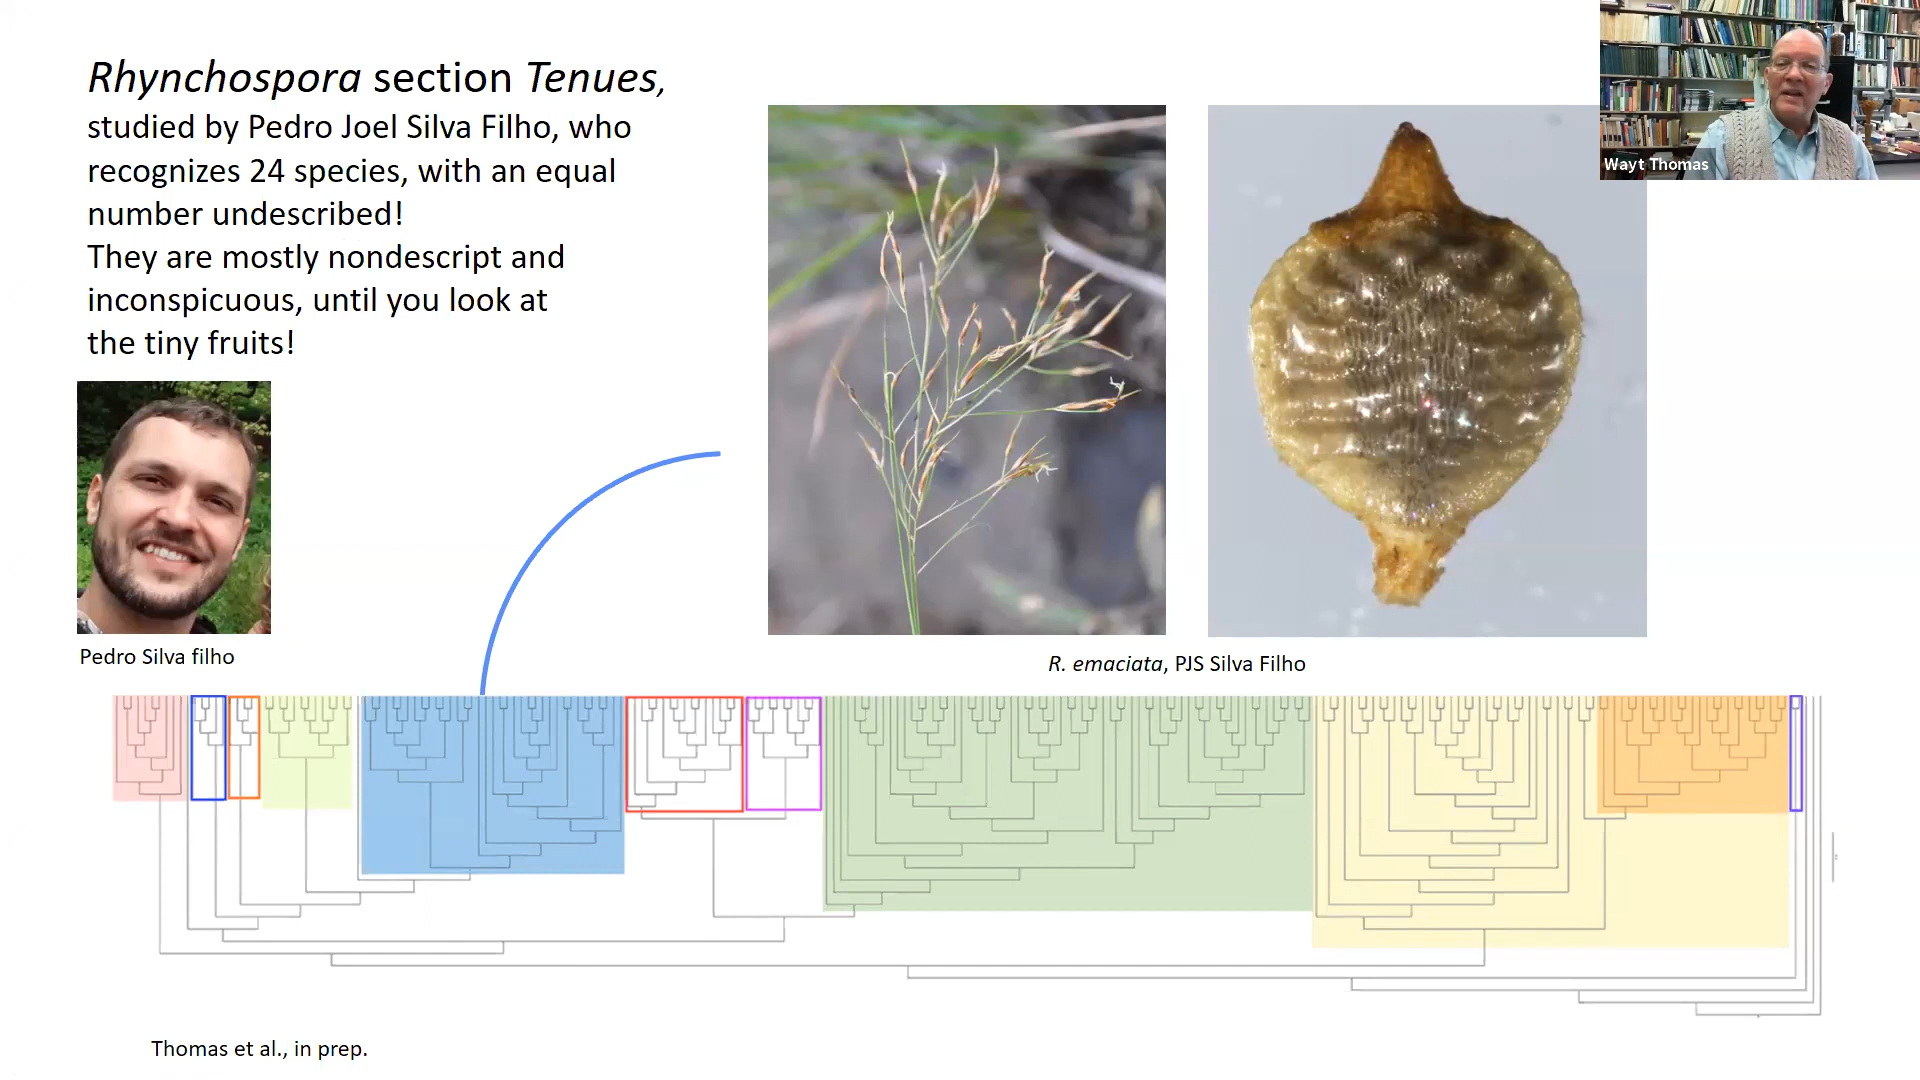 Rhynchospora section Tenues,
studied by Pedro Joel Silva Filho, who
recognizes 24 species, with an equal
number undescribed!
They are mostly nondescript and
inconspicuous, until you look at
the tiny fruits!
Wayt Thomas
Pedro Silva filho
R. emaciata, PJS Silva Filho
Thomas et al., in prep.